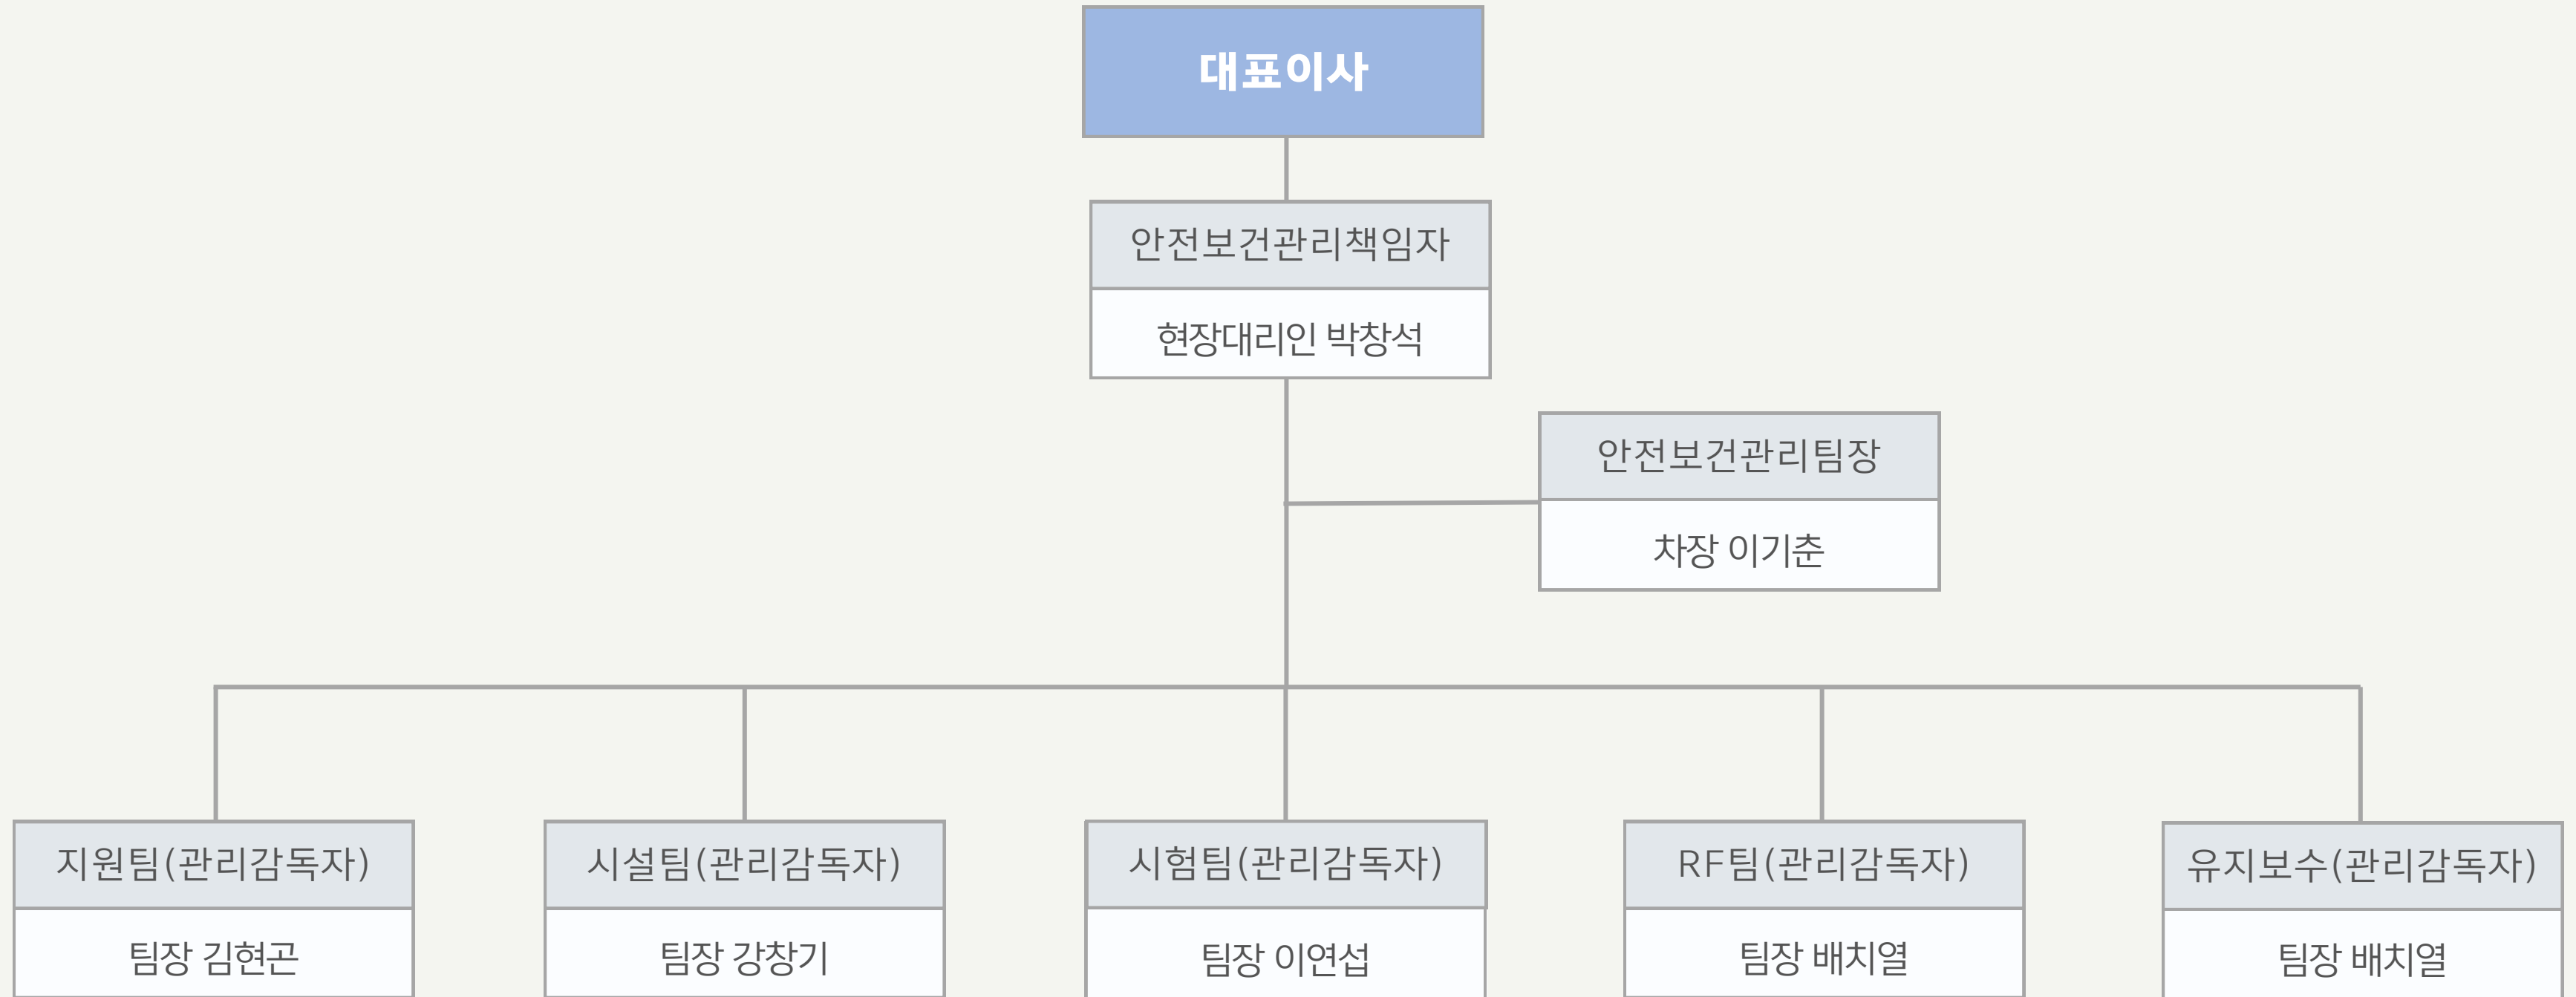 대표이사
안전보건관리책임자
현장대리인 박창석
안전보건관리팀장
차장 이기춘
지원팀(관리감독자)
팀장 김현곤
시설팀(관리감독자)
팀장 강창기
시험팀(관리감독자)
팀장 이연섭
RF팀(관리감독자)
팀장 배치열
유지보수(관리감독자)
팀장 배치열